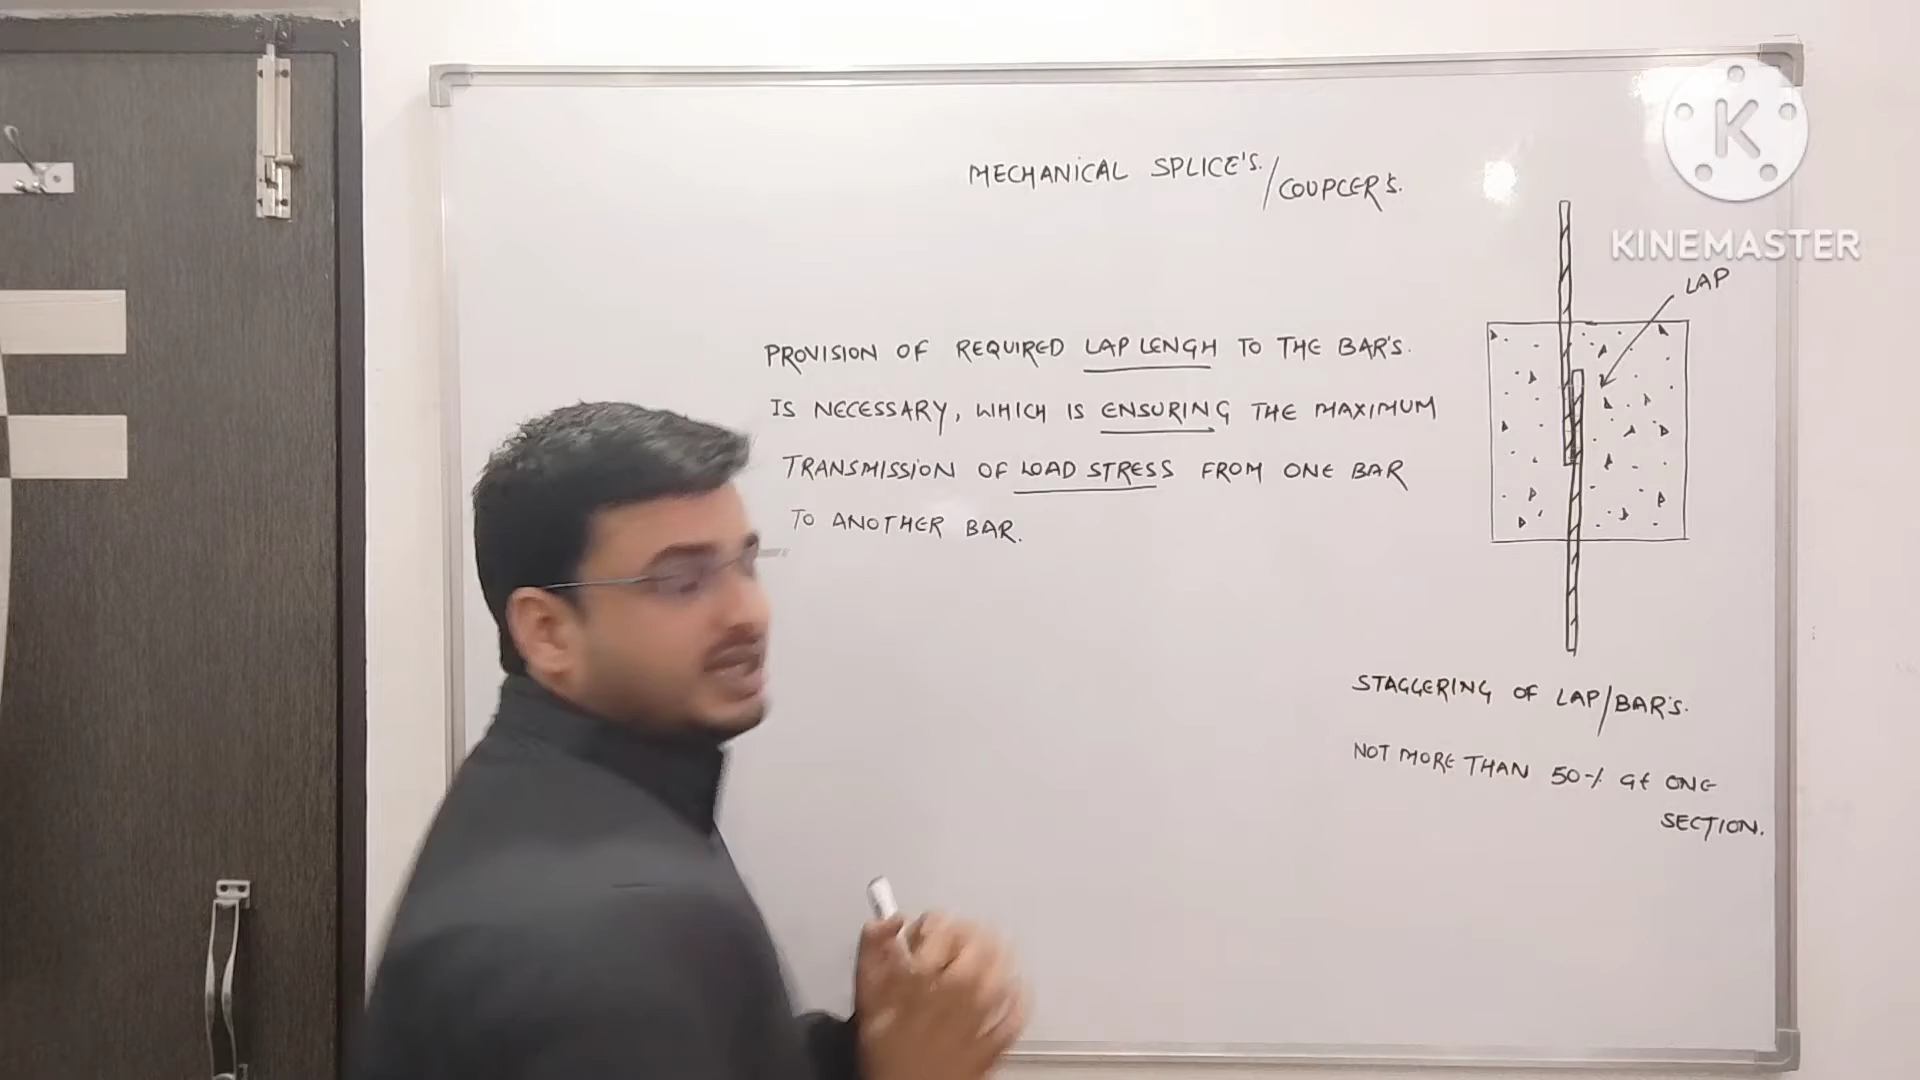 MECHANICAL SPLICE'S. / COUPLER'S.
K
KINEMASTER
LAP
PROVISION OF REQUIRED LAP LENGH TO THE BAR'S.
IS NECESSARY, WHICH IS ENSURING THE MAXIMUM
TRANSMISSION OF LOAD STRESS FROM ONE BAR
TO ANOTHER BAR.
STAGGERING OF LAP/BAR'S.
NOT MORE THAN 50% at ONE
SECTION.